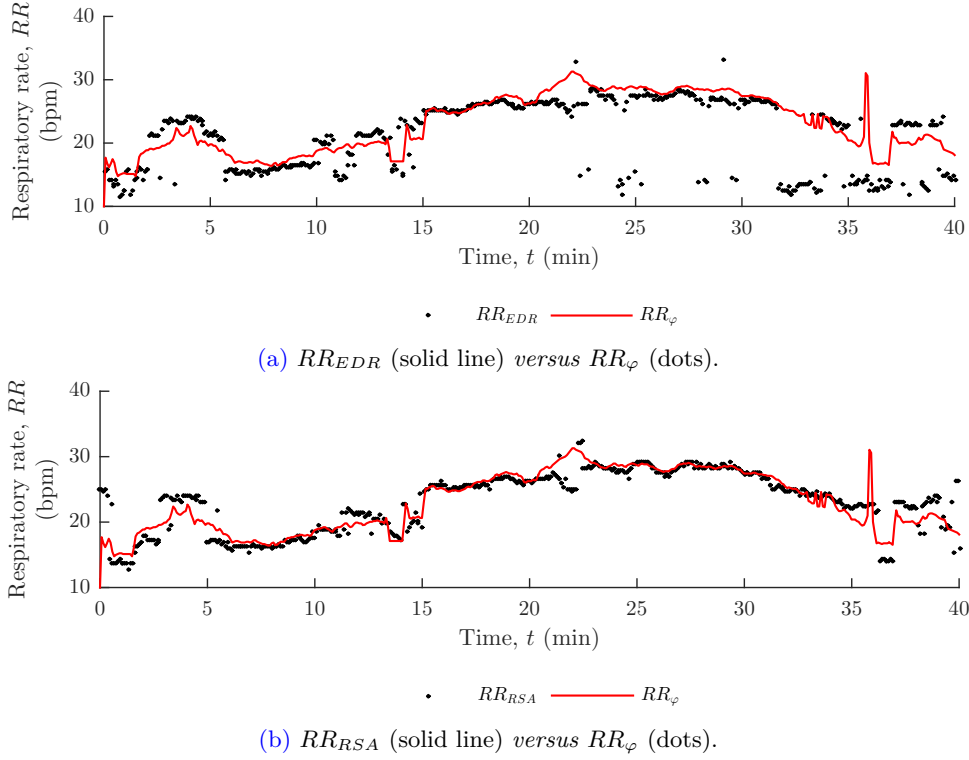 40
30
20
10
Respiratory rate, RR
(bpm)
0 5 10 15 20 25 30 35 40
Time, t (min)
RR_EDR RR_φ
(a) RR_EDR (solid line) versus RR_φ (dots).
40
30
20
10
Respiratory rate, RR
(bpm)
0 5 10 15 20 25 30 35 40
Time, t (min)
RR_RSA RR_φ
(b) RR_RSA (solid line) versus RR_φ (dots).